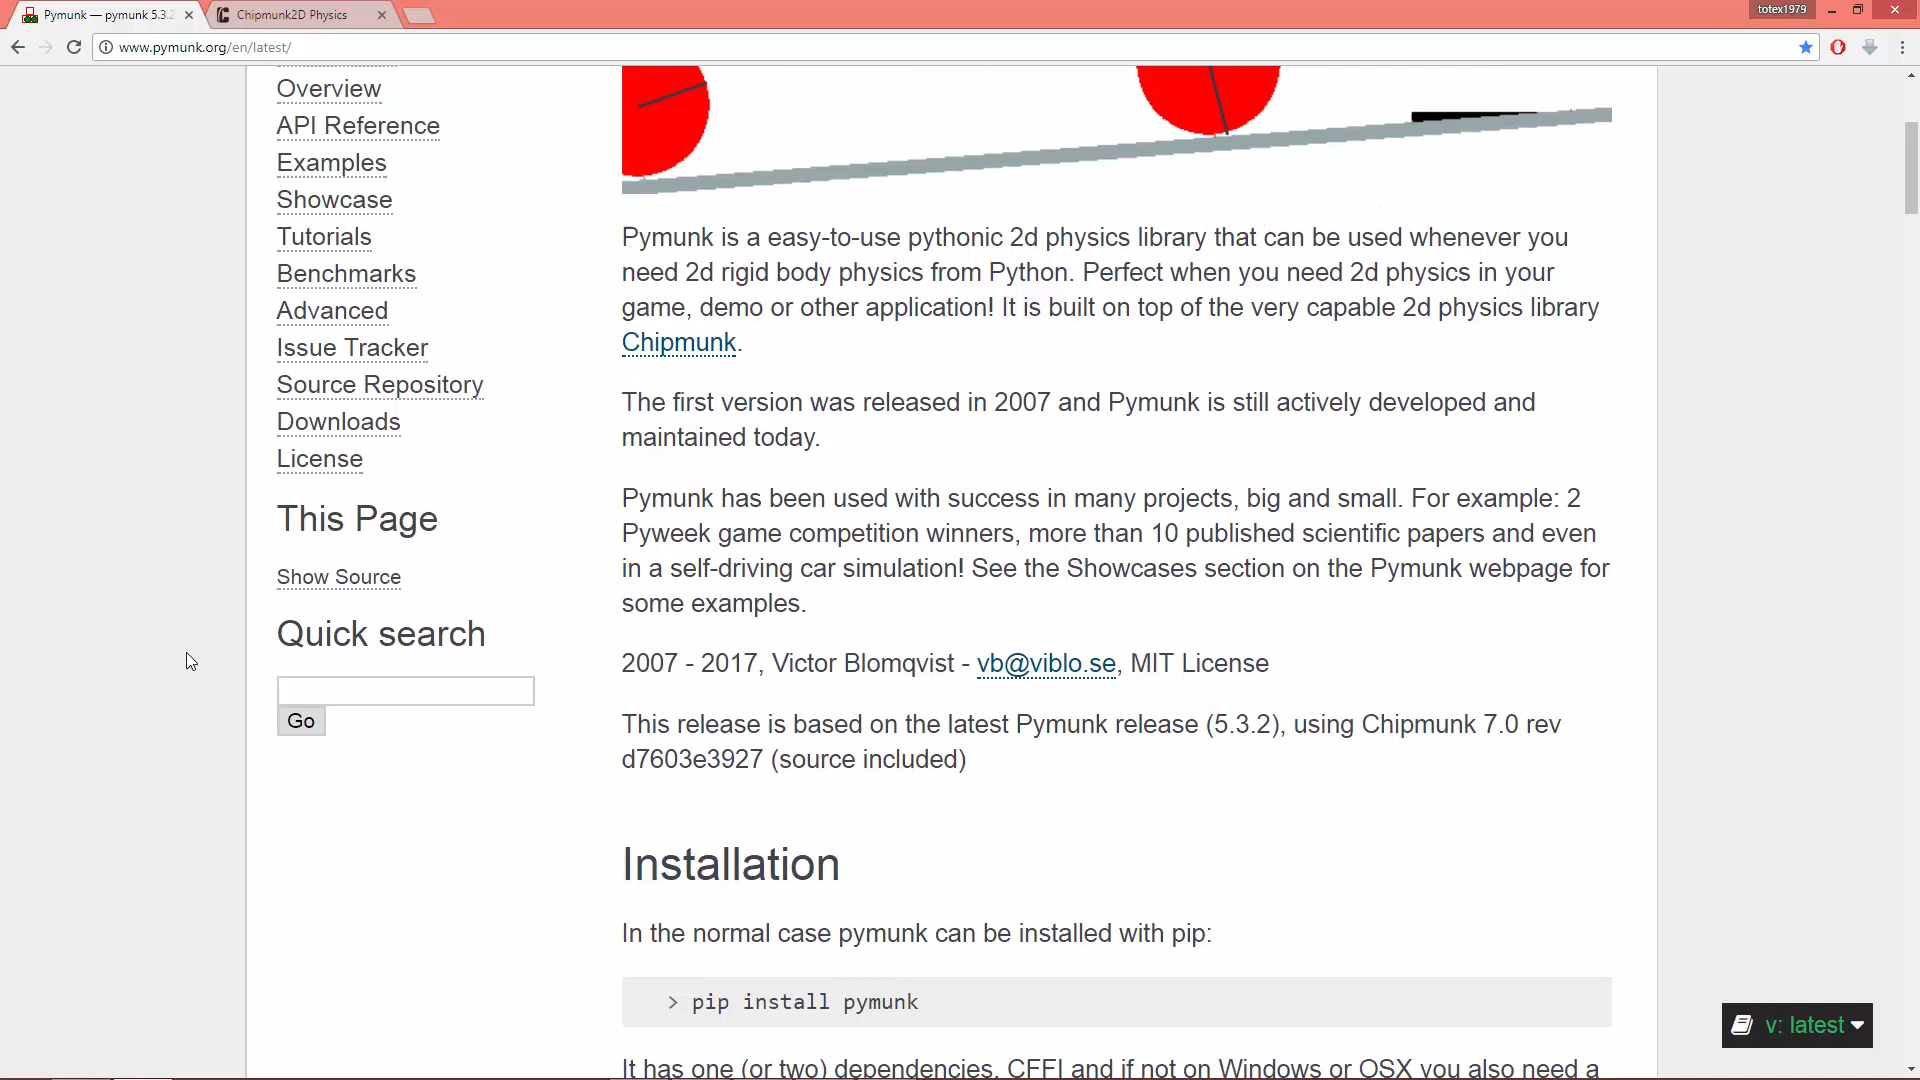 Pymunk — pymunk 5.3.2
Chipmunk2D Physics
totex1979
www.pymunk.org/en/latest/
Overview
API Reference
Examples
Showcase
Tutorials
Benchmarks
Advanced
Issue Tracker
Source Repository
Downloads
License
This Page
Show Source
Quick search
Go
Pymunk is a easy-to-use pythonic 2d physics library that can be used whenever you
need 2d rigid body physics from Python. Perfect when you need 2d physics in your
game, demo or other application! It is built on top of the very capable 2d physics library
Chipmunk.
The first version was released in 2007 and Pymunk is still actively developed and
maintained today.
Pymunk has been used with success in many projects, big and small. For example: 2
Pyweek game competition winners, more than 10 published scientific papers and even
in a self-driving car simulation! See the Showcases section on the Pymunk webpage for
some examples.
2007 - 2017, Victor Blomqvist - vb@viblo.se, MIT License
This release is based on the latest Pymunk release (5.3.2), using Chipmunk 7.0 rev
d7603e3927 (source included)
Installation
In the normal case pymunk can be installed with pip:
> pip install pymunk
It has one (or two) dependencies. CFFI and if not on Windows or OSX you also need a
v: latest